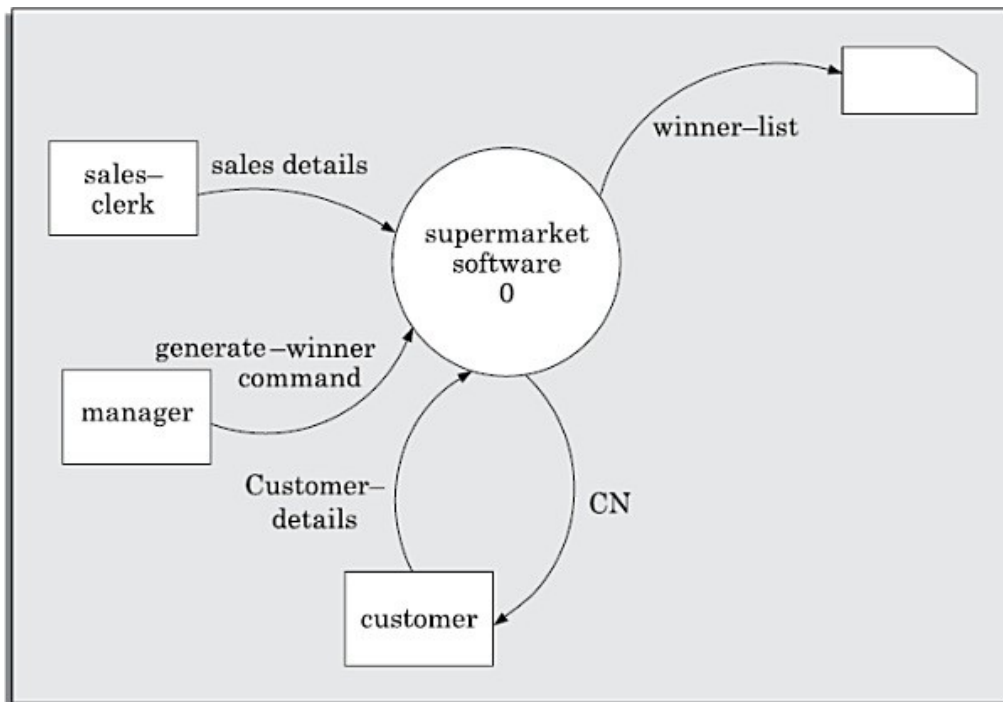 winner–list
sales–
clerk
sales details
supermarket
software
0
generate–winner
command
manager
Customer–
details
CN
customer